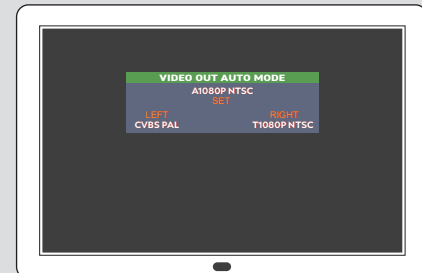 VIDEO OUT AUTO MODE
A1080P NTSC
SET
LEFT RIGHT
CVBS PAL T1080P NTSC